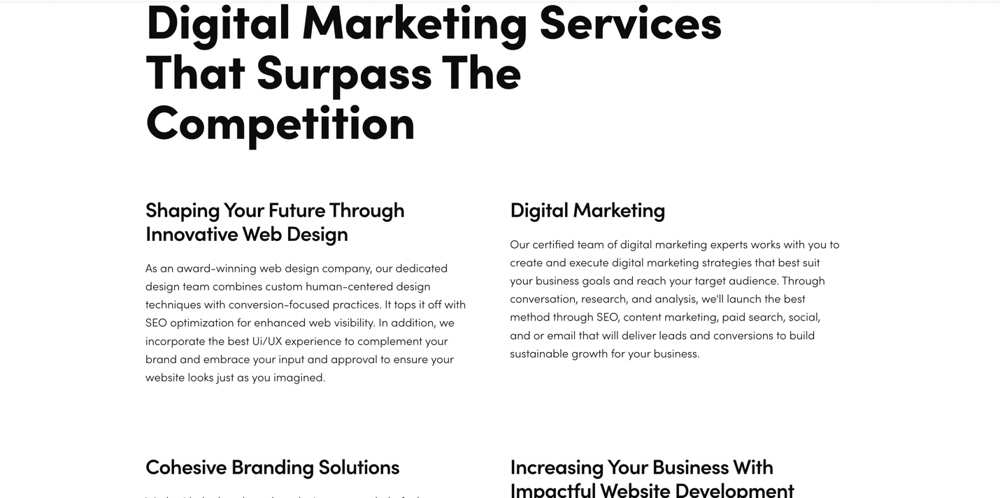 Digital Marketing Services
That Surpass The
Competition
Shaping Your Future Through
Innovative Web Design
As an award-winning web design company, our dedicated
design team combines custom human-centered design
techniques with conversion-focused practices. It tops it off with
SEO optimization for enhanced web visibility. In addition, we
incorporate the best Ui/UX experience to complement your
brand and embrace your input and approval to ensure your
website looks just as you imagined.
Digital Marketing
Our certified team of digital marketing experts works with you to
create and execute digital marketing strategies that best suit
your business goals and reach your target audience. Through
conversation, research, and analysis, we'll launch the best
method through SEO, content marketing, paid search, social,
and or email that will deliver leads and conversions to build
sustainable growth for your business.
Cohesive Branding Solutions
Increasing Your Business With
Impactful Website Development